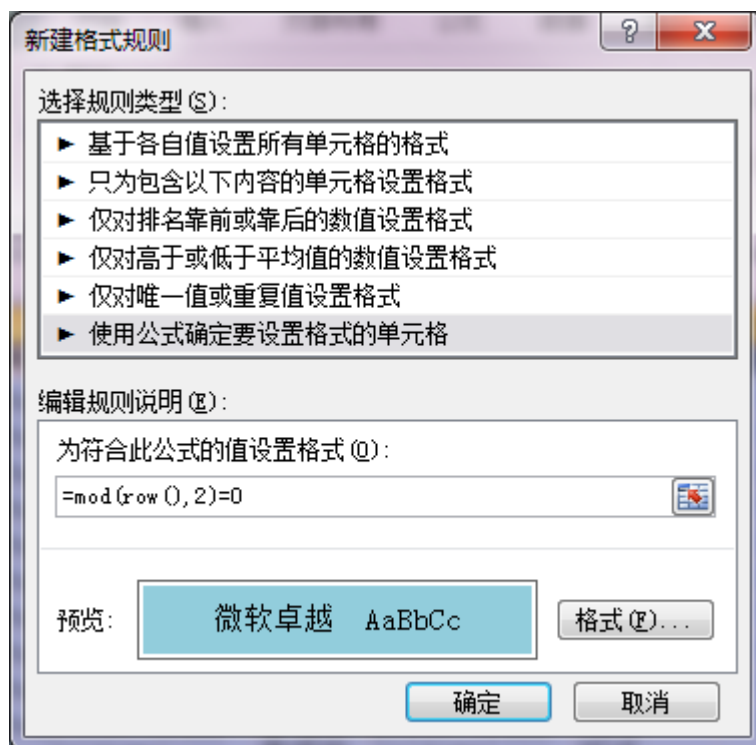 新建格式规则
选择规则类型(S):
► 基于各自值设置所有单元格的格式
► 只为包含以下内容的单元格设置格式
► 仅对排名靠前或靠后的数值设置格式
► 仅对高于或低于平均值的数值设置格式
► 仅对唯一值或重复值设置格式
► 使用公式确定要设置格式的单元格
编辑规则说明(E):
为符合此公式的值设置格式(O):
=mod(row(),2)=0
预览: 微软卓越 AaBbCc 格式(F)...
确定 取消